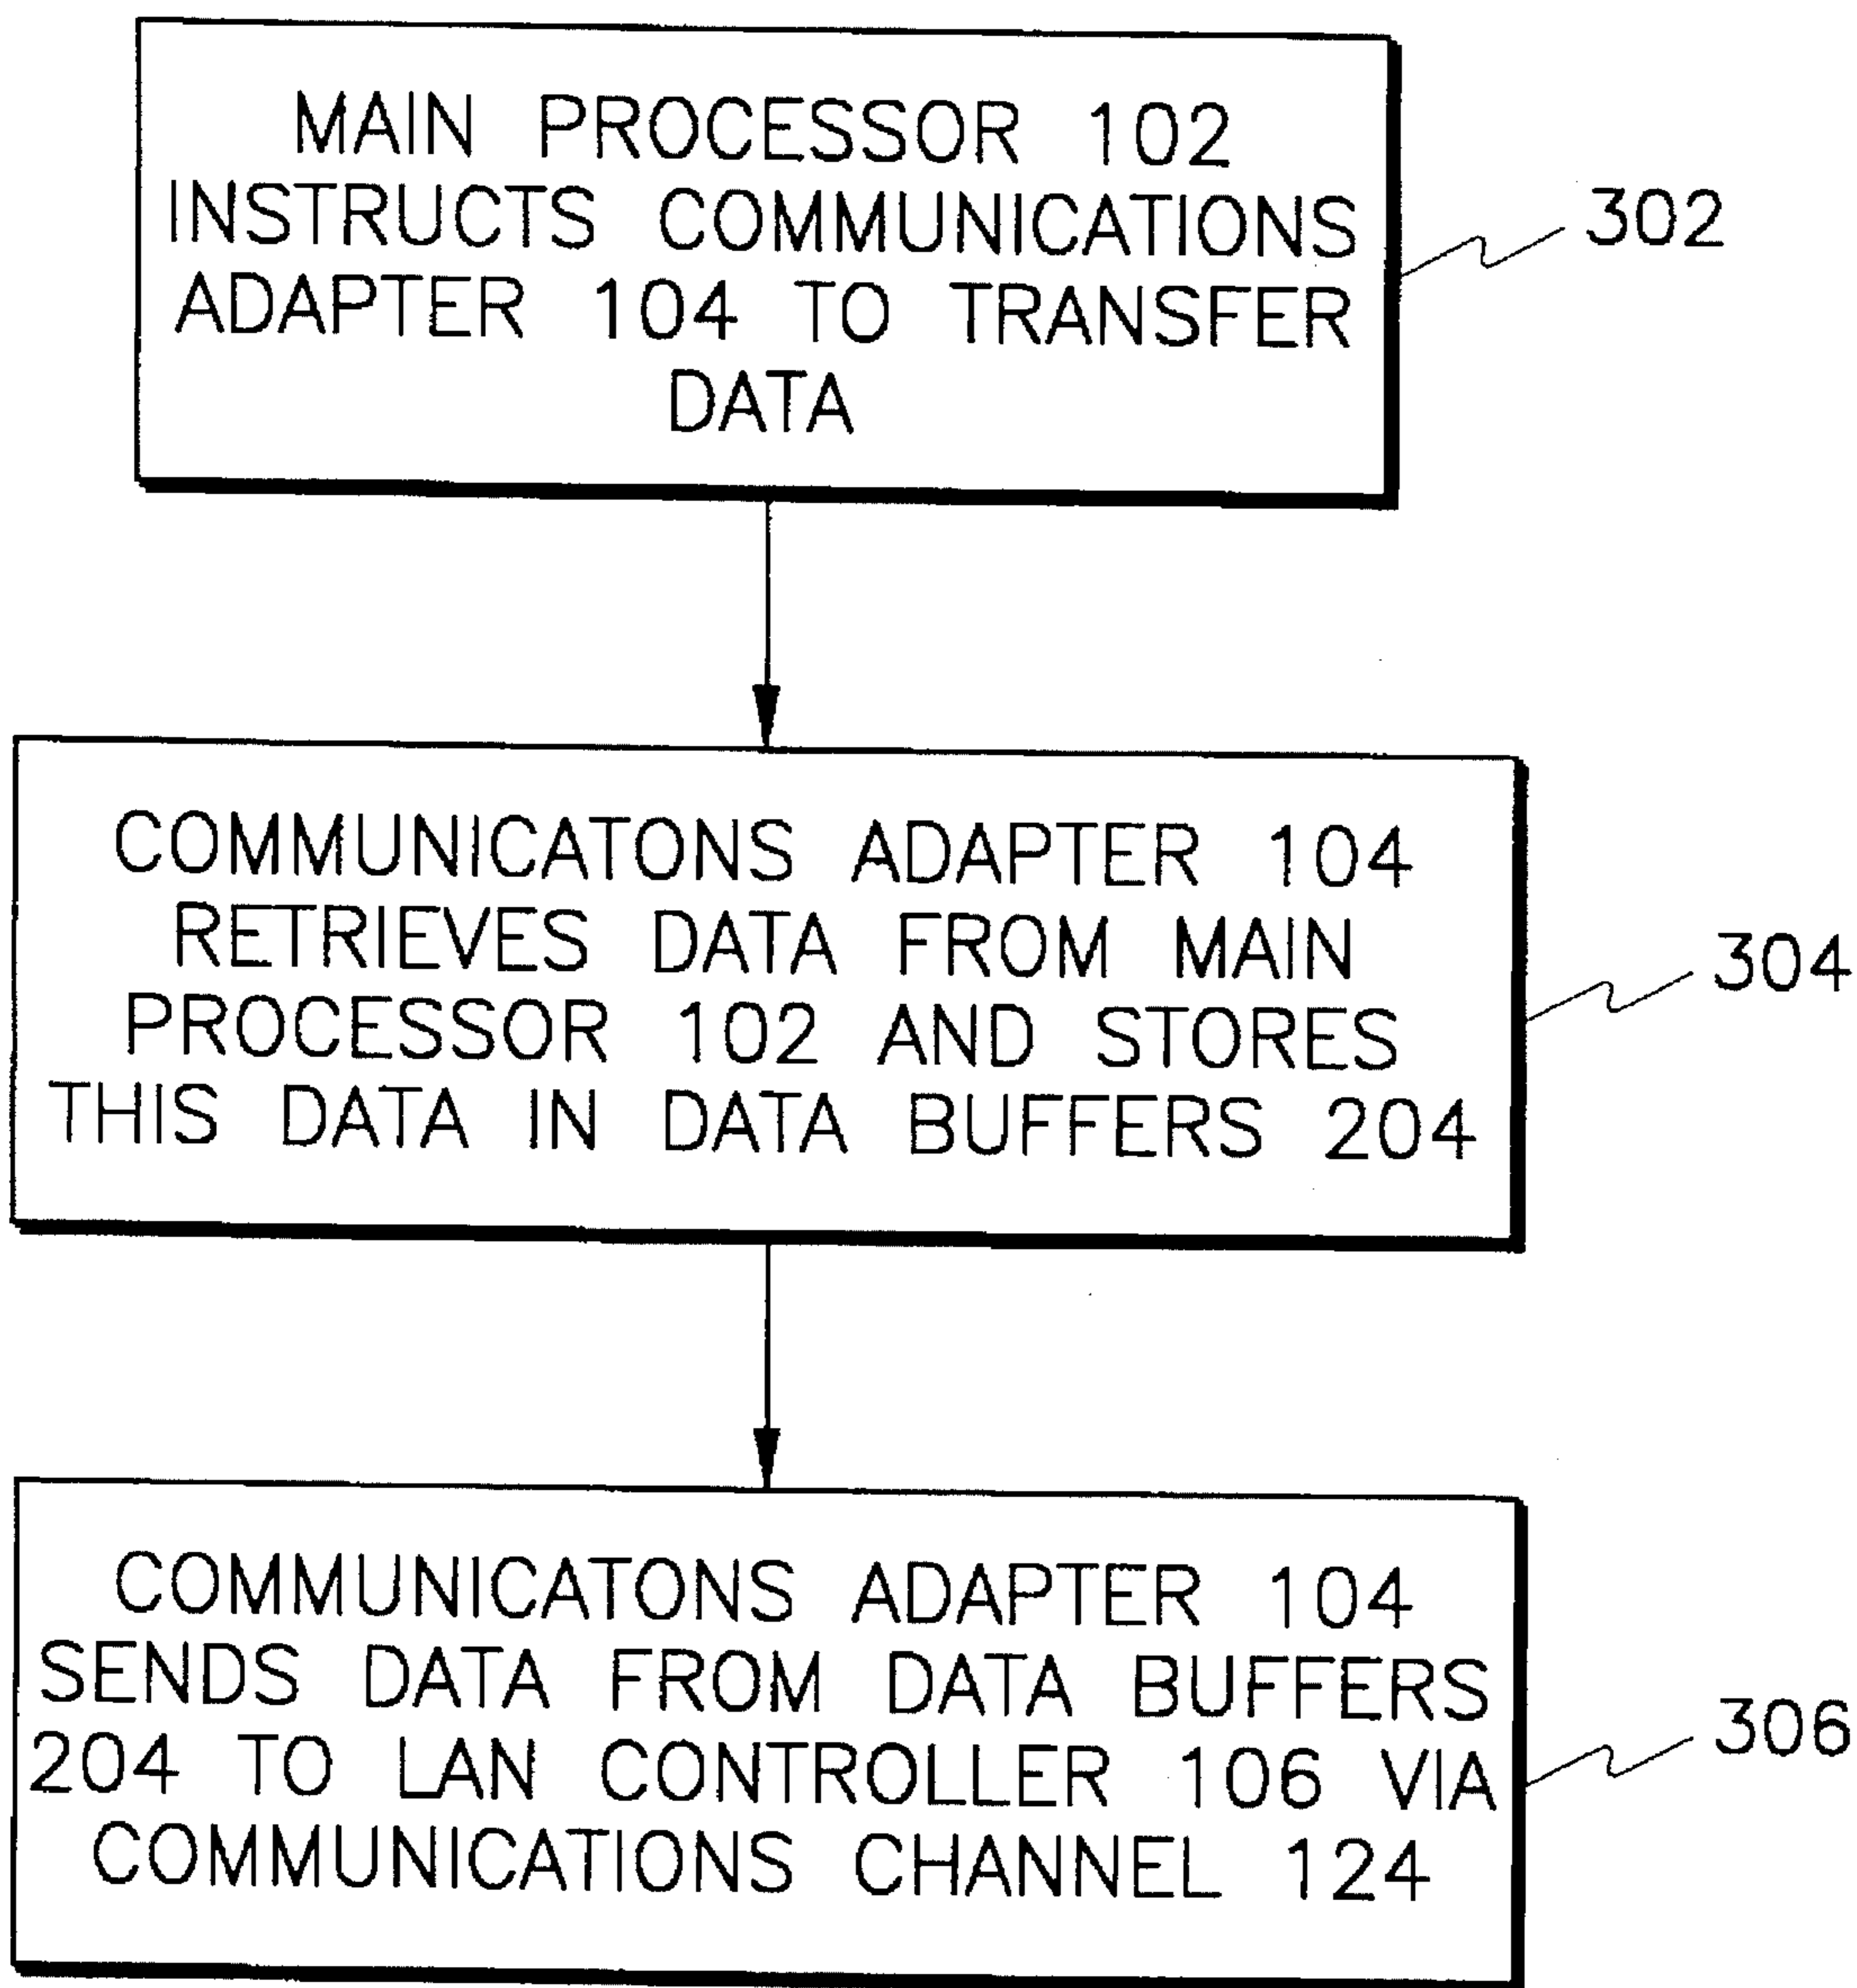 MAIN PROCESSOR 102
INSTRUCTS COMMUNICATIONS
ADAPTER 104 TO TRANSFER
DATA
302
COMMUNICATONS ADAPTER 104
RETRIEVES DATA FROM MAIN
PROCESSOR 102 AND STORES
THIS DATA IN DATA BUFFERS 204
304
COMMUNICATONS ADAPTER 104
SENDS DATA FROM DATA BUFFERS
204 TO LAN CONTROLLER 106 VIA
COMMUNICATIONS CHANNEL 124
306